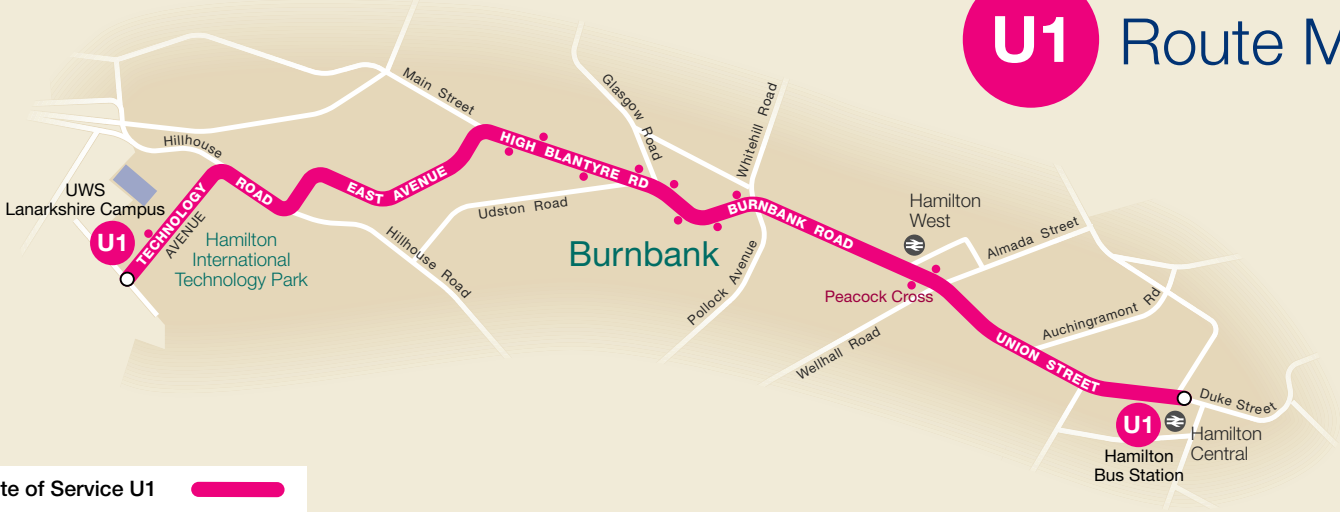 U1 Route M
Main Street
Glasgow Road
Whitehill Road
Hillhouse
HIGH BLANTYRE RD
UWS
Lanarkshire Campus
U1
TECHNOLOGY
AVENUE
ROAD
EAST AVENUE
Udston Road
BURNBANK ROAD
Hamilton
West
Almada Street
Hamilton
International
Technology Park
Hillhouse Road
Burnbank
Pollock Avenue
Peacock Cross
Wellhall Road
Auchingramont Rd
UNION STREET
Duke Street
U1
Hamilton
Central
Hamilton
Bus Station
te of Service U1